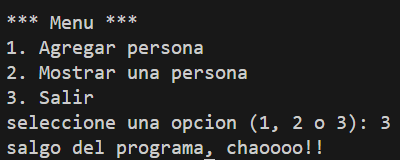 *** Menu ***
1. Agregar persona
2. Mostrar una persona
3. Salir
seleccione una opcion (1, 2 o 3): 3
salgo del programa, chaoooo!!